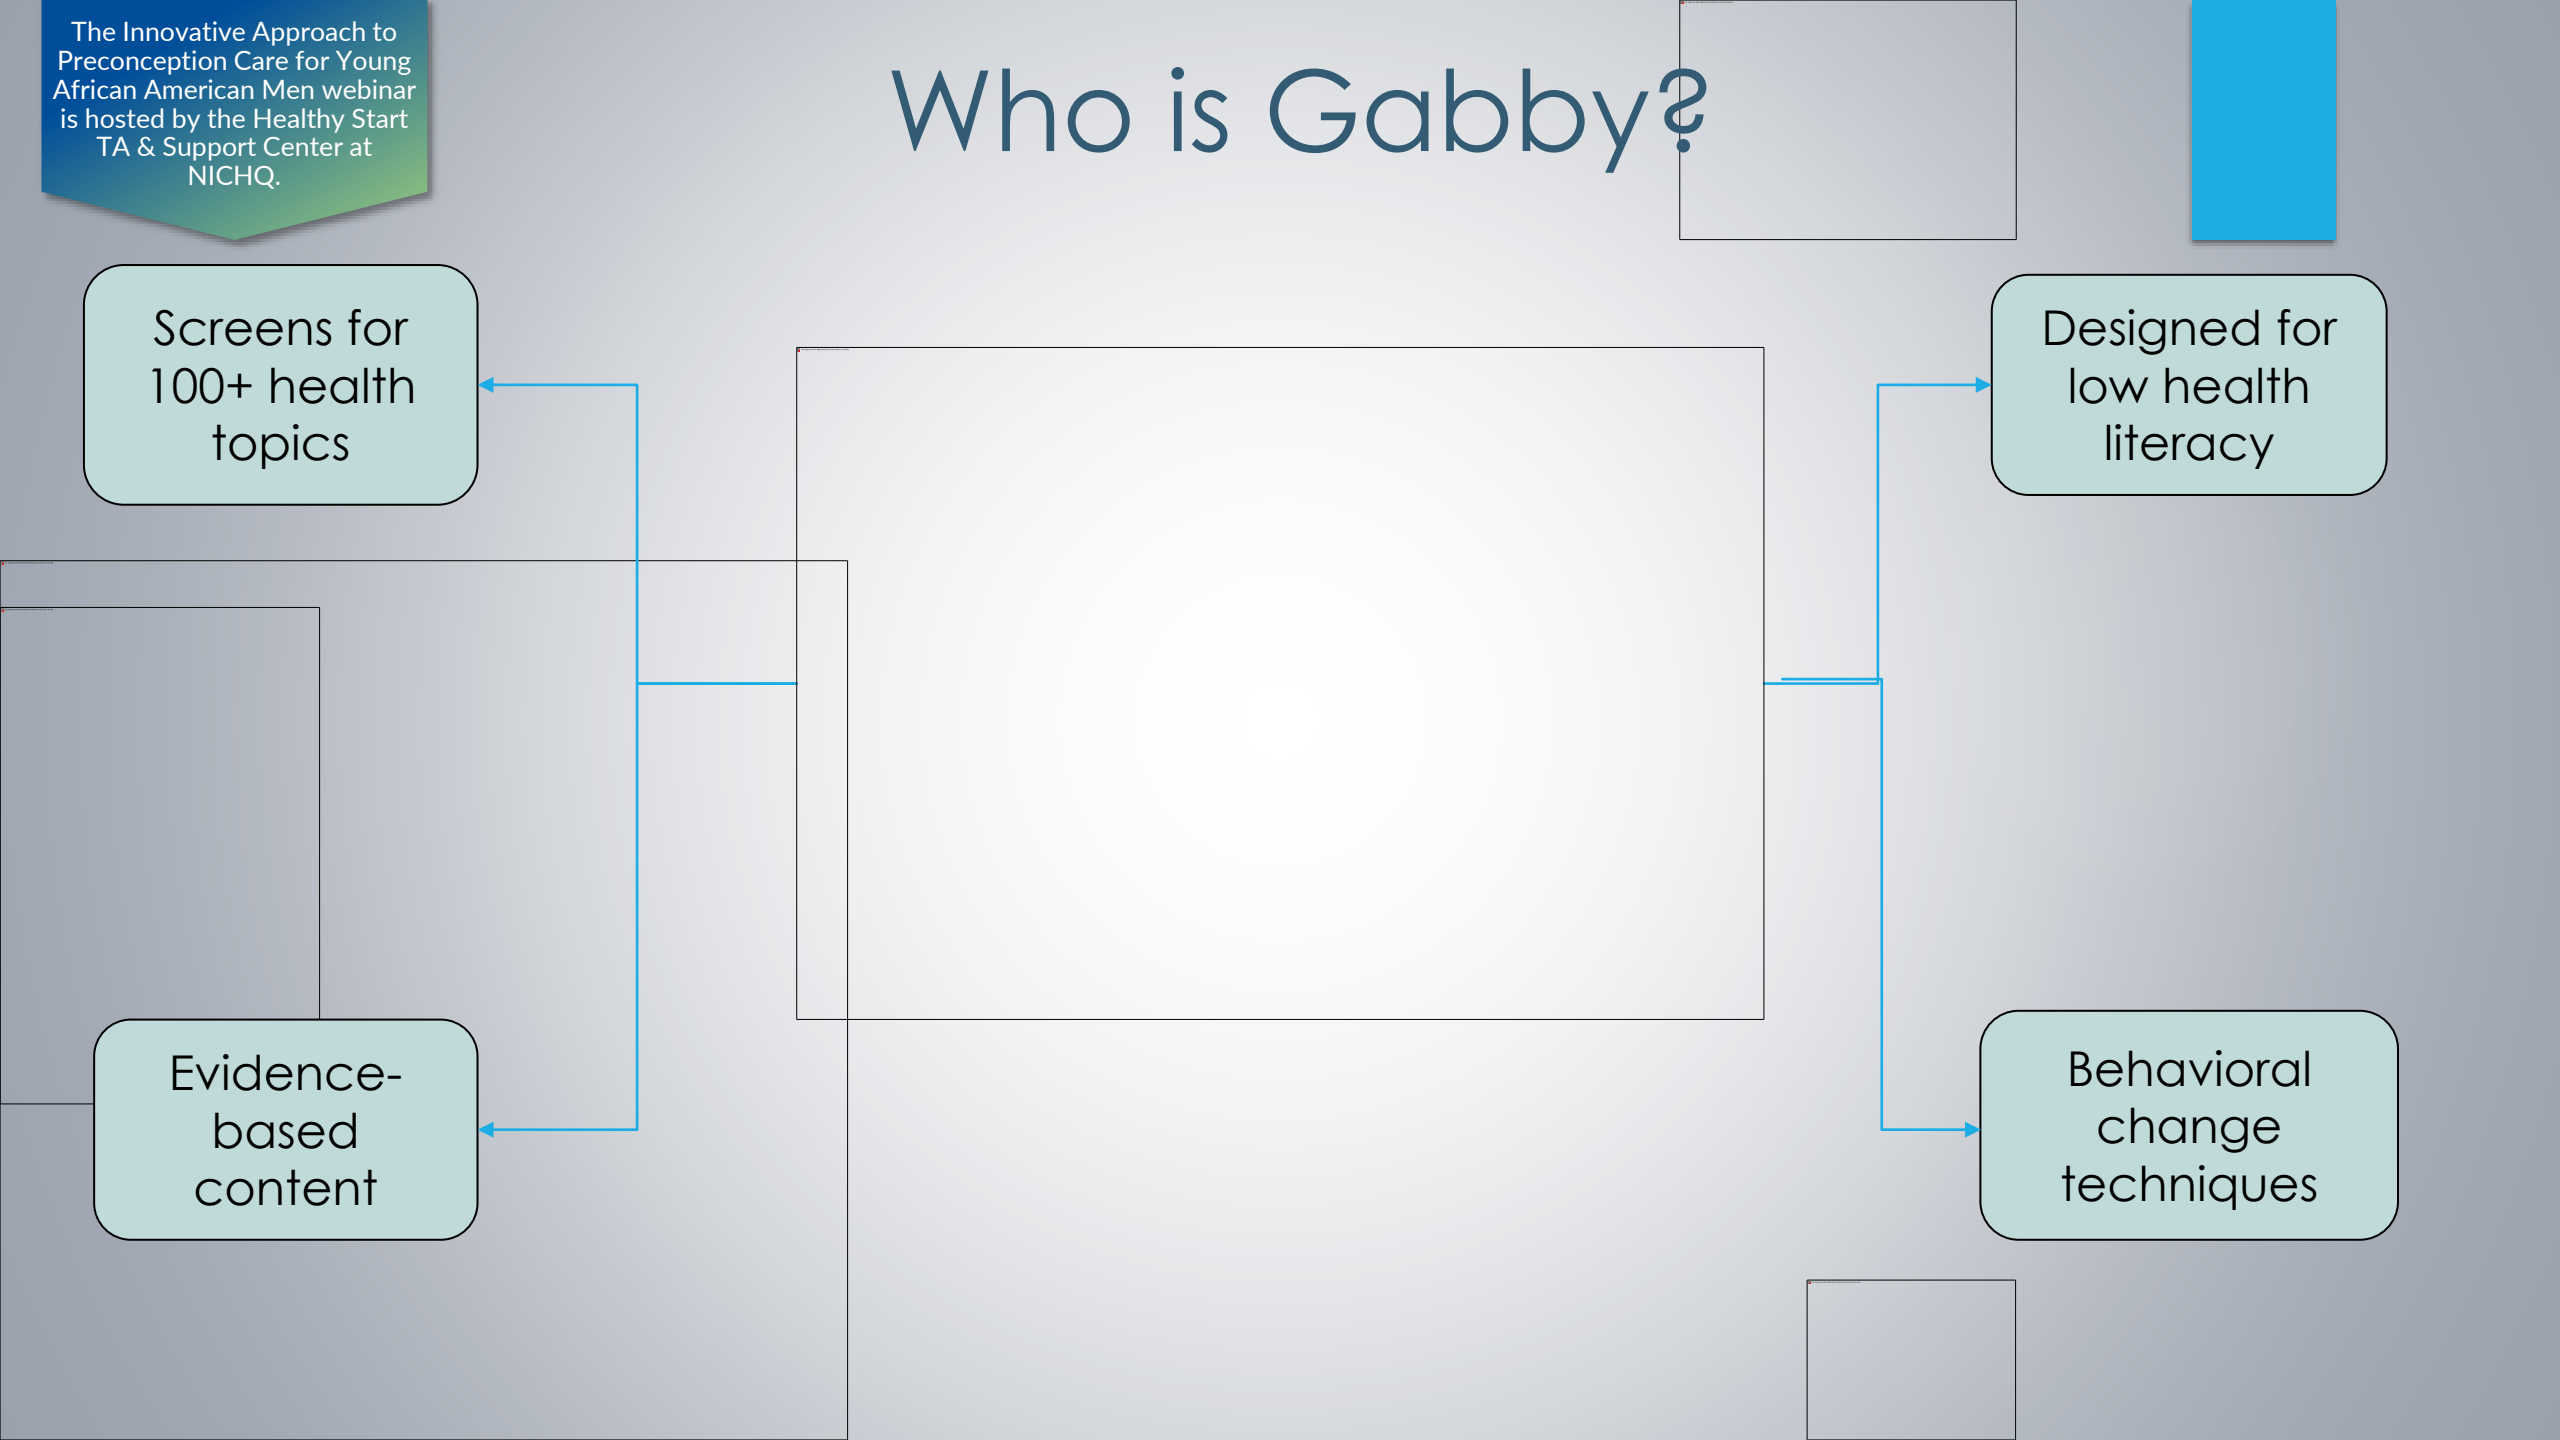 The Innovative Approach to
Preconception Care for Young
African American Men webinar
is hosted by the Healthy Start
TA & Support Center at
NICHQ.
Who is Gabby?
Screens for
100+ health
topics
Designed for
low health
literacy
Evidence-
based
content
Behavioral
change
techniques